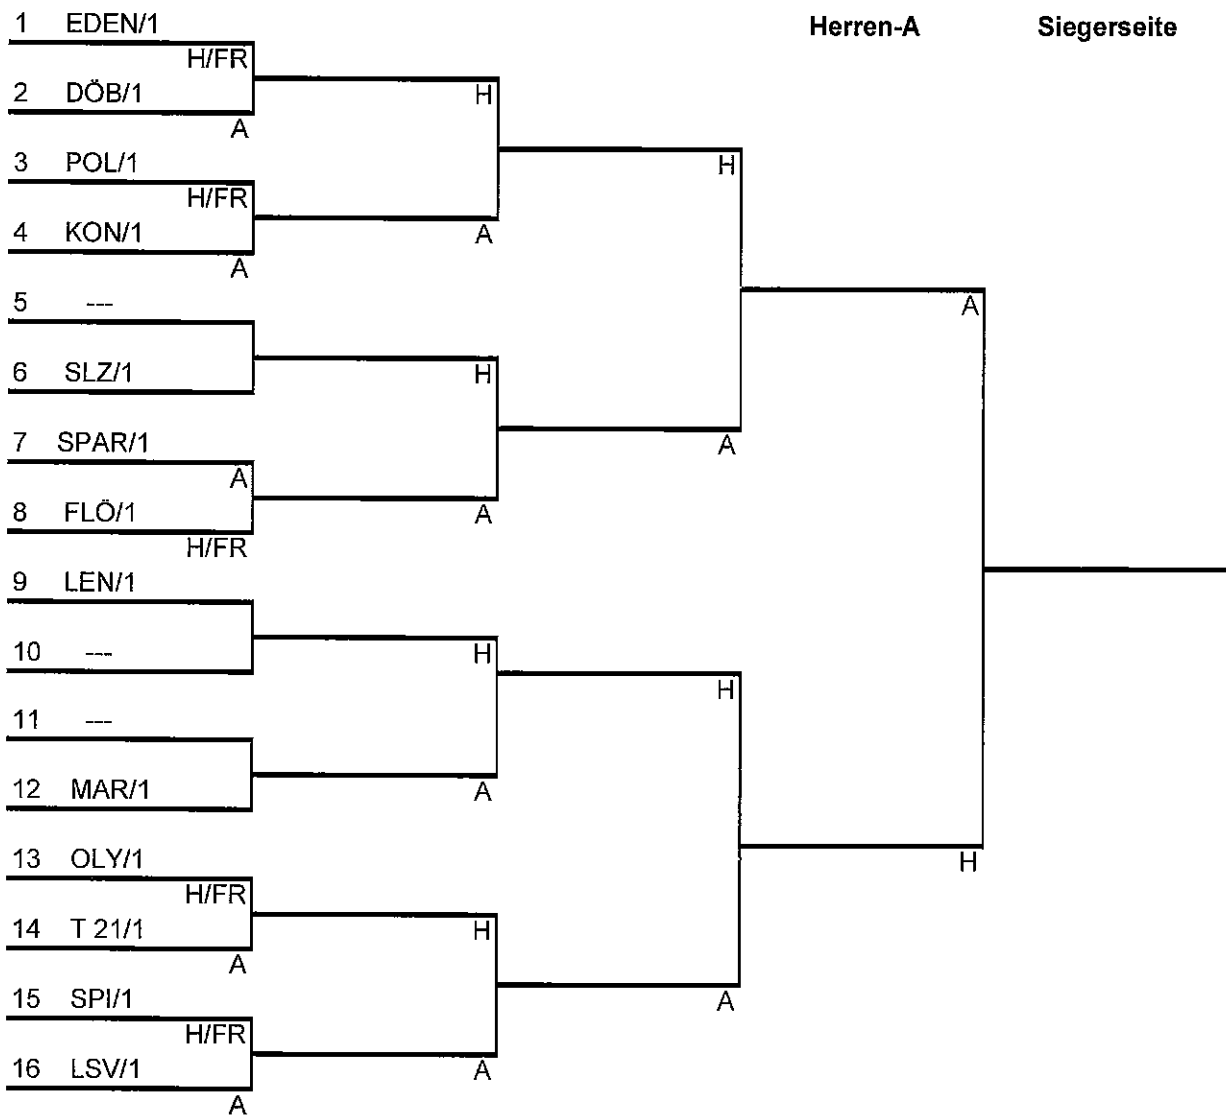 1 EDEN/1 Herren-A Siegerseite
H/FR
2 DÖB/1 H
A
3 POL/1 H
H/FR
4 KON/1 A
A
5 --- A
6 SLZ/1 H
7 SPAR/1 A
A
8 FLÖ/1 A
H/FR
9 LEN/1
10 --- H
H
11 ---
12 MAR/1 A
13 OLY/1 H
H/FR
14 T 21/1 H
A
15 SPI/1 A
H/FR
16 LSV/1 A
A